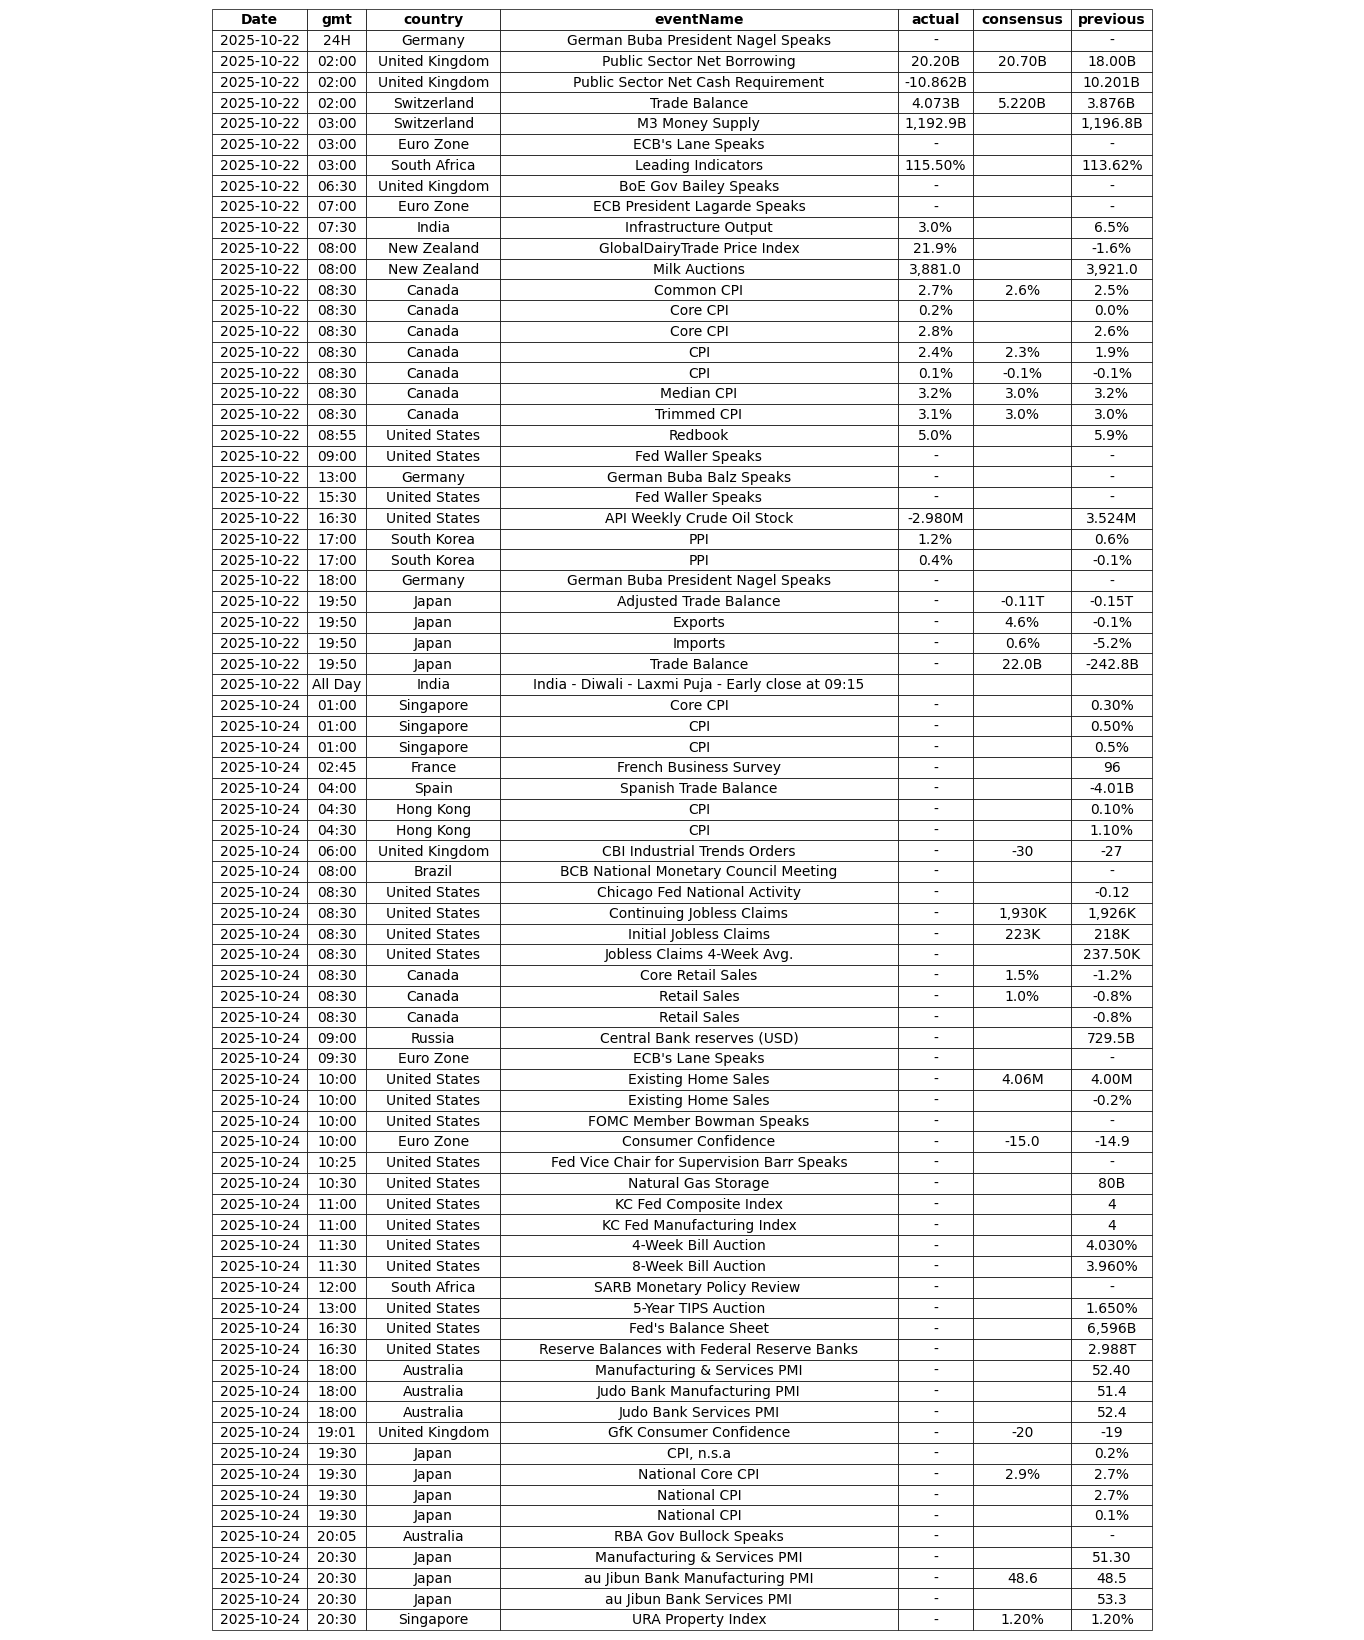 Date gmt country eventName actual consensus previous
2025-10-22 24H Germany German Buba President Nagel Speaks - -
2025-10-22 02:00 United Kingdom Public Sector Net Borrowing 20.20B 20.70B 18.00B
2025-10-22 02:00 United Kingdom Public Sector Net Cash Requirement -10.862B 10.201B
2025-10-22 02:00 Switzerland Trade Balance 4.073B 5.220B 3.876B
2025-10-22 03:00 Switzerland M3 Money Supply 1,192.9B 1,196.8B
2025-10-22 03:00 Euro Zone ECB's Lane Speaks - -
2025-10-22 03:00 South Africa Leading Indicators 115.50% 113.62%
2025-10-22 06:30 United Kingdom BoE Gov Bailey Speaks - -
2025-10-22 07:00 Euro Zone ECB President Lagarde Speaks - -
2025-10-22 07:30 India Infrastructure Output 3.0% 6.5%
2025-10-22 08:00 New Zealand GlobalDairyTrade Price Index 21.9% -1.6%
2025-10-22 08:00 New Zealand Milk Auctions 3,881.0 3,921.0
2025-10-22 08:30 Canada Common CPI 2.7% 2.6% 2.5%
2025-10-22 08:30 Canada Core CPI 0.2% 0.0%
2025-10-22 08:30 Canada Core CPI 2.8% 2.6%
2025-10-22 08:30 Canada CPI 2.4% 2.3% 1.9%
2025-10-22 08:30 Canada CPI 0.1% -0.1% -0.1%
2025-10-22 08:30 Canada Median CPI 3.2% 3.0% 3.2%
2025-10-22 08:30 Canada Trimmed CPI 3.1% 3.0% 3.0%
2025-10-22 08:55 United States Redbook 5.0% 5.9%
2025-10-22 09:00 United States Fed Waller Speaks - -
2025-10-22 13:00 Germany German Buba Balz Speaks - -
2025-10-22 15:30 United States Fed Waller Speaks - -
2025-10-22 16:30 United States API Weekly Crude Oil Stock -2.980M 3.524M
2025-10-22 17:00 South Korea PPI 1.2% 0.6%
2025-10-22 17:00 South Korea PPI 0.4% -0.1%
2025-10-22 18:00 Germany German Buba President Nagel Speaks - -
2025-10-22 19:50 Japan Adjusted Trade Balance - -0.11T -0.15T
2025-10-22 19:50 Japan Exports - 4.6% -0.1%
2025-10-22 19:50 Japan Imports - 0.6% -5.2%
2025-10-22 19:50 Japan Trade Balance - 22.0B -242.8B
2025-10-22 All Day India India - Diwali - Laxmi Puja - Early close at 09:15
2025-10-24 01:00 Singapore Core CPI - 0.30%
2025-10-24 01:00 Singapore CPI - 0.50%
2025-10-24 01:00 Singapore CPI - 0.5%
2025-10-24 02:45 France French Business Survey - 96
2025-10-24 04:00 Spain Spanish Trade Balance - -4.01B
2025-10-24 04:30 Hong Kong CPI - 0.10%
2025-10-24 04:30 Hong Kong CPI - 1.10%
2025-10-24 06:00 United Kingdom CBI Industrial Trends Orders - -30 -27
2025-10-24 08:00 Brazil BCB National Monetary Council Meeting - -
2025-10-24 08:30 United States Chicago Fed National Activity - -0.12
2025-10-24 08:30 United States Continuing Jobless Claims - 1,930K 1,926K
2025-10-24 08:30 United States Initial Jobless Claims - 223K 218K
2025-10-24 08:30 United States Jobless Claims 4-Week Avg. - 237.50K
2025-10-24 08:30 Canada Core Retail Sales - 1.5% -1.2%
2025-10-24 08:30 Canada Retail Sales - 1.0% -0.8%
2025-10-24 08:30 Canada Retail Sales - -0.8%
2025-10-24 09:00 Russia Central Bank reserves (USD) - 729.5B
2025-10-24 09:30 Euro Zone ECB's Lane Speaks - -
2025-10-24 10:00 United States Existing Home Sales - 4.06M 4.00M
2025-10-24 10:00 United States Existing Home Sales - -0.2%
2025-10-24 10:00 United States FOMC Member Bowman Speaks - -
2025-10-24 10:00 Euro Zone Consumer Confidence - -15.0 -14.9
2025-10-24 10:25 United States Fed Vice Chair for Supervision Barr Speaks - -
2025-10-24 10:30 United States Natural Gas Storage - 80B
2025-10-24 11:00 United States KC Fed Composite Index - 4
2025-10-24 11:00 United States KC Fed Manufacturing Index - 4
2025-10-24 11:30 United States 4-Week Bill Auction - 4.030%
2025-10-24 11:30 United States 8-Week Bill Auction - 3.960%
2025-10-24 12:00 South Africa SARB Monetary Policy Review - -
2025-10-24 13:00 United States 5-Year TIPS Auction - 1.650%
2025-10-24 16:30 United States Fed's Balance Sheet - 6,596B
2025-10-24 16:30 United States Reserve Balances with Federal Reserve Banks - 2.988T
2025-10-24 18:00 Australia Manufacturing & Services PMI - 52.40
2025-10-24 18:00 Australia Judo Bank Manufacturing PMI - 51.4
2025-10-24 18:00 Australia Judo Bank Services PMI - 52.4
2025-10-24 19:01 United Kingdom GfK Consumer Confidence - -20 -19
2025-10-24 19:30 Japan CPI, n.s.a - 0.2%
2025-10-24 19:30 Japan National Core CPI - 2.9% 2.7%
2025-10-24 19:30 Japan National CPI - 2.7%
2025-10-24 19:30 Japan National CPI - 0.1%
2025-10-24 20:05 Australia RBA Gov Bullock Speaks - -
2025-10-24 20:30 Japan Manufacturing & Services PMI - 51.30
2025-10-24 20:30 Japan au Jibun Bank Manufacturing PMI - 48.6 48.5
2025-10-24 20:30 Japan au Jibun Bank Services PMI - 53.3
2025-10-24 20:30 Singapore URA Property Index - 1.20% 1.20%